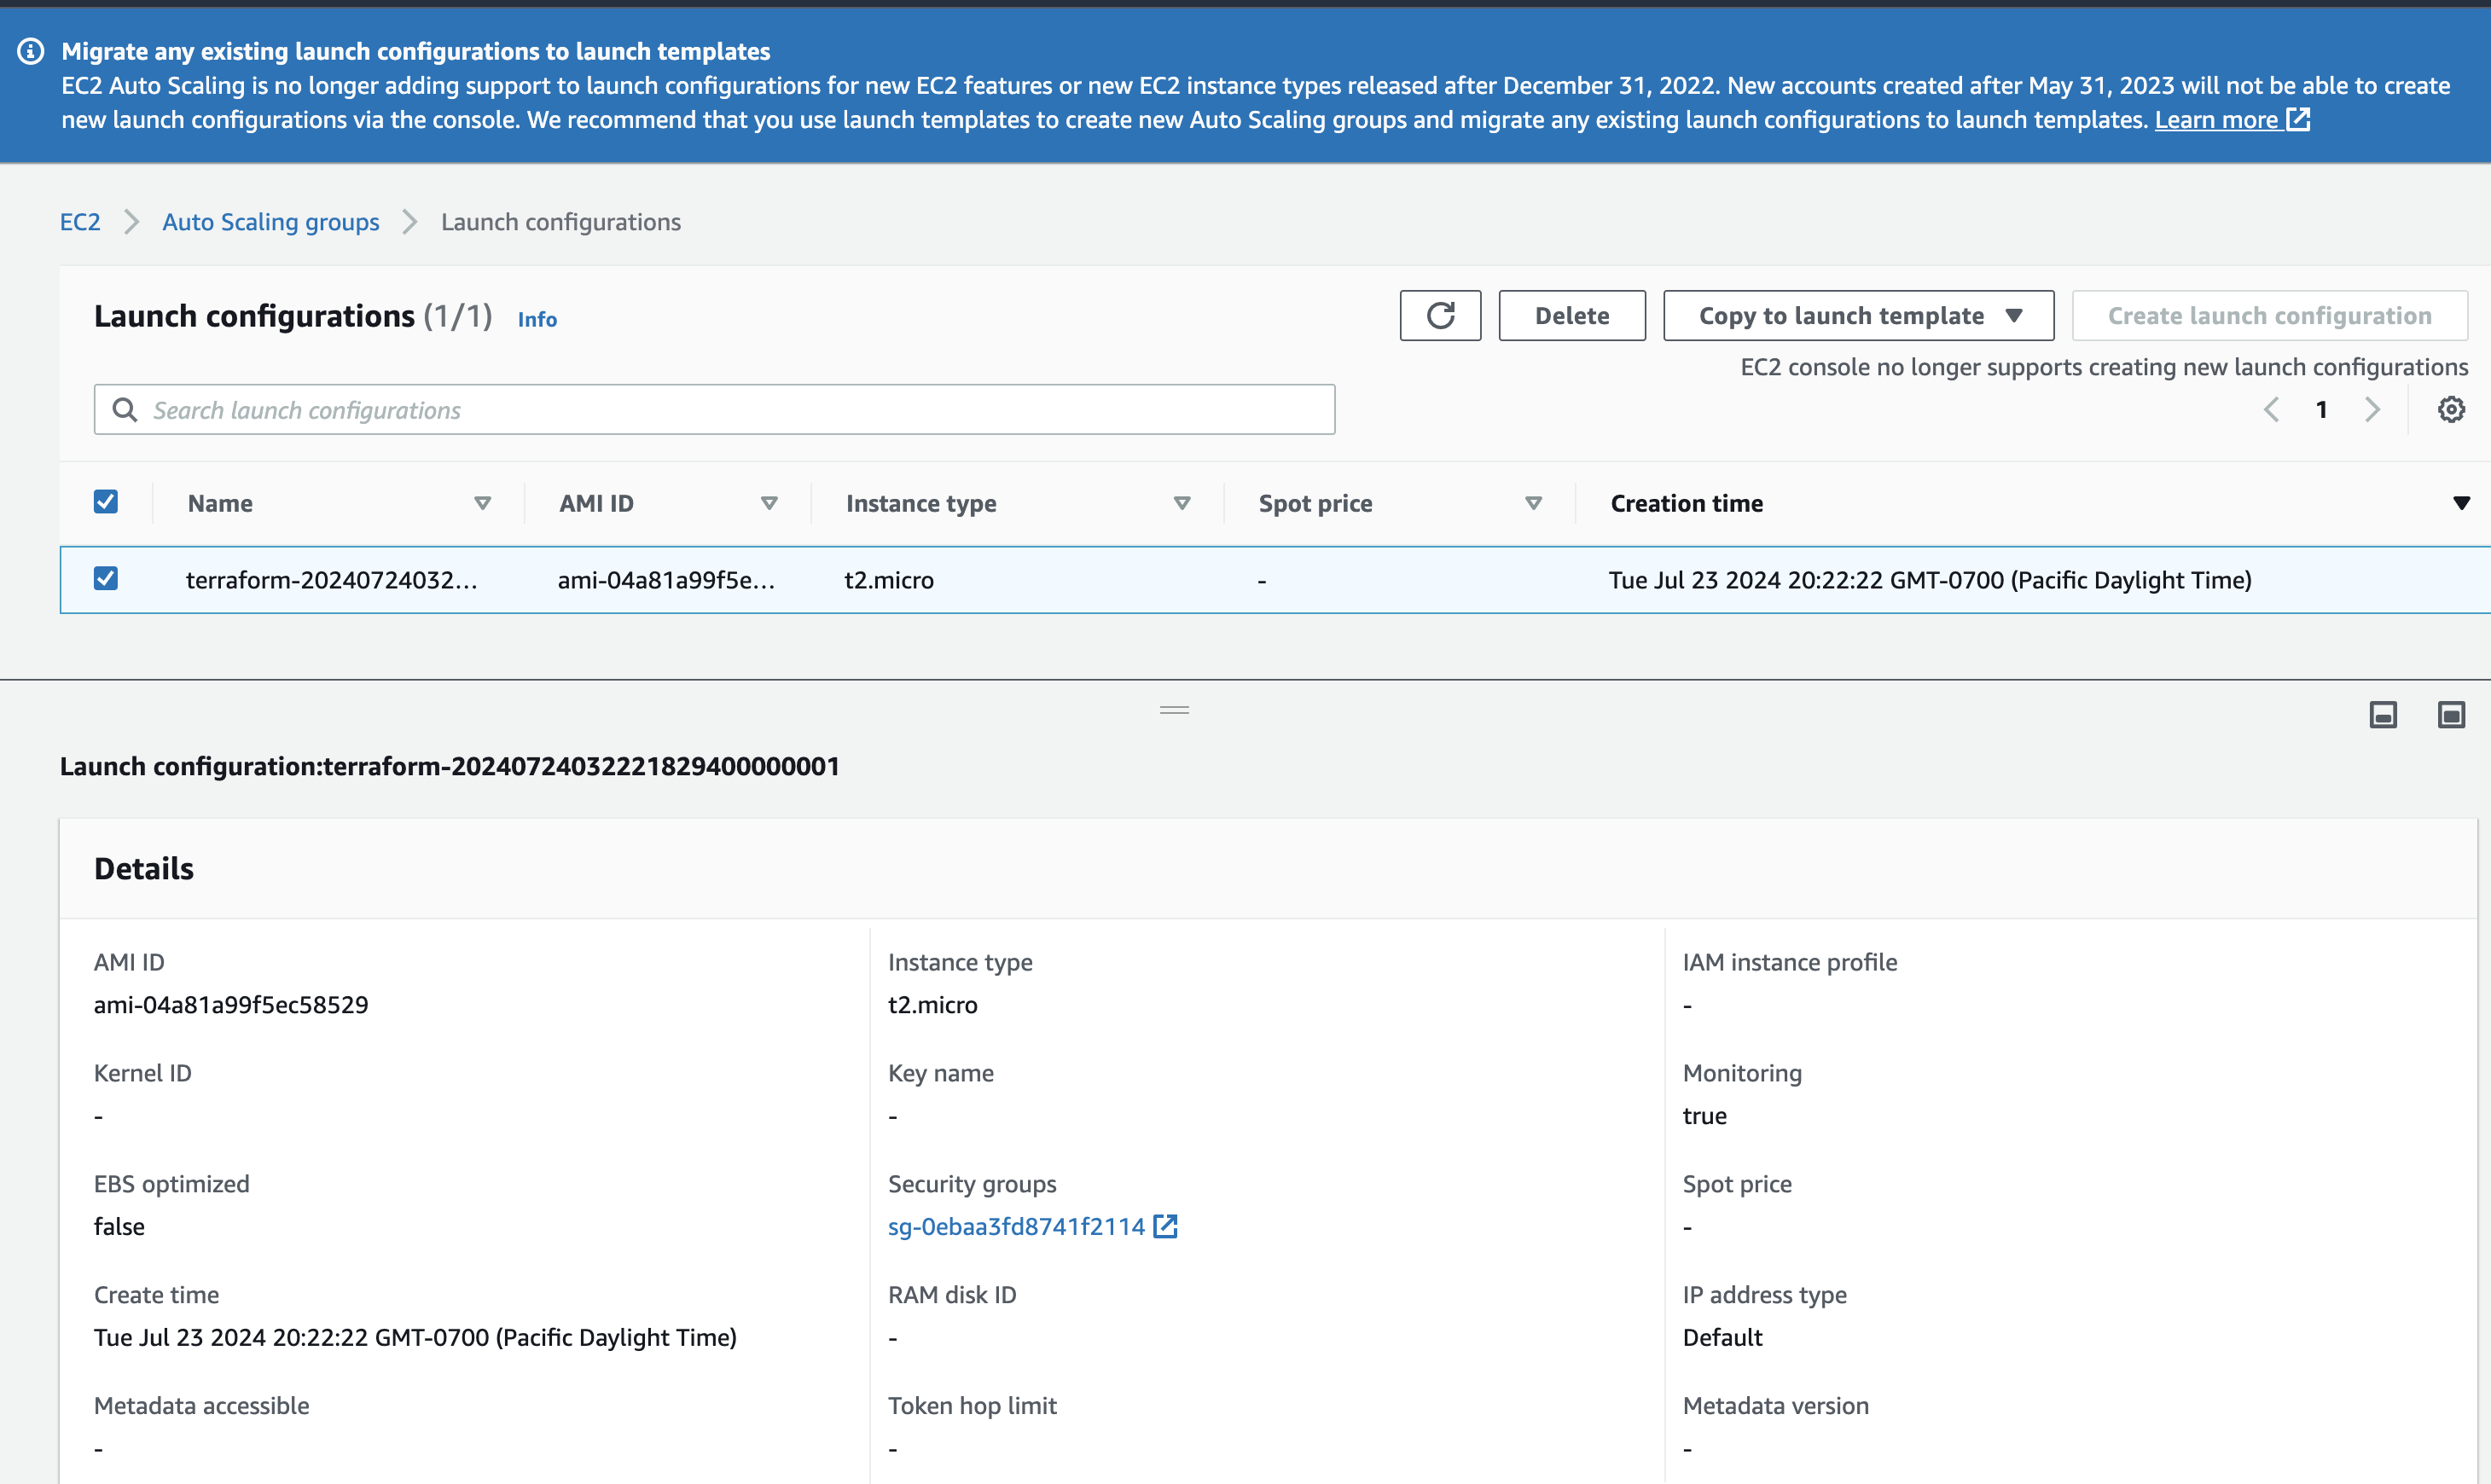 Migrate any existing launch configurations to launch templates
EC2 Auto Scaling is no longer adding support to launch configurations for new EC2 features or new EC2 instance types released after December 31, 2022. New accounts created after May 31, 2023 will not be able to create
new launch configurations via the console. We recommend that you use launch templates to create new Auto Scaling groups and migrate any existing launch configurations to launch templates. Learn more
EC2 Auto Scaling groups Launch configurations
Launch configurations (1/1) Info
Delete
Copy to launch template
Create launch configuration
EC2 console no longer supports creating new launch configurations
Search launch configurations
1
Name AMI ID Instance type Spot price Creation time
terraform-20240724032... ami-04a81a99f5e... t2.micro - Tue Jul 23 2024 20:22:22 GMT-0700 (Pacific Daylight Time)
Launch configuration:terraform-20240724032221829400000001
Details
AMI ID Instance type IAM instance profile
ami-04a81a99f5ec58529 t2.micro -
Kernel ID Key name Monitoring
- - true
EBS optimized Security groups Spot price
false sg-0ebaa3fd8741f2114 -
Create time RAM disk ID IP address type
Tue Jul 23 2024 20:22:22 GMT-0700 (Pacific Daylight Time) - Default
Metadata accessible Token hop limit Metadata version
- - -